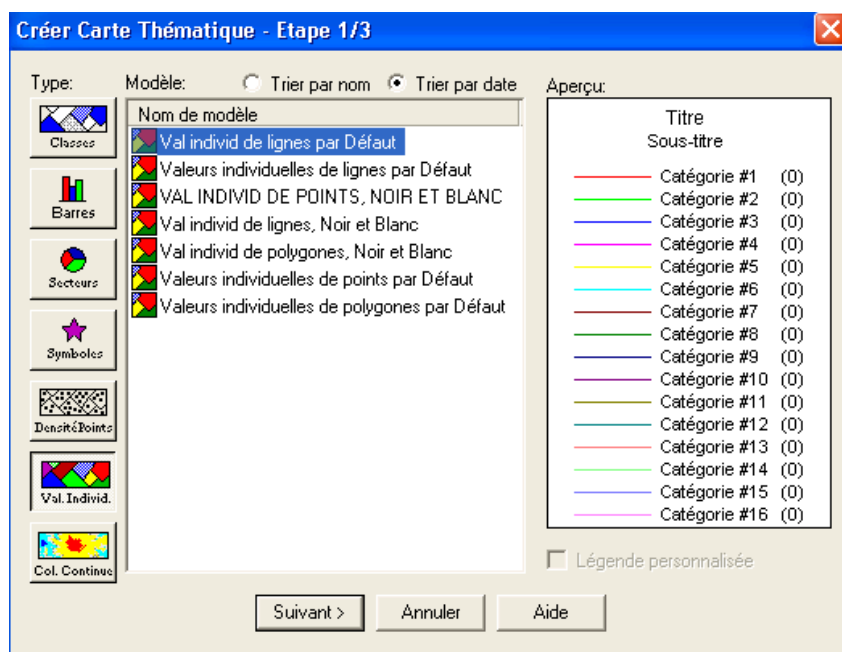 Créer Carte Thématique - Etape 1/3
Type:
Classes
Barres
Secteurs
Symboles
DensitéPoints
Val.Individ.
Col. Continue
Modèle:
Trier par nom
Trier par date
Nom de modèle
Val individ de lignes par Défaut
Valeurs individuelles de lignes par Défaut
VAL INDIVID DE POINTS, NOIR ET BLANC
Val individ de lignes, Noir et Blanc
Val individ de polygones, Noir et Blanc
Valeurs individuelles de points par Défaut
Valeurs individuelles de polygones par Défaut
Aperçu:
Titre
Sous-titre
Catégorie #1 (0)
Catégorie #2 (0)
Catégorie #3 (0)
Catégorie #4 (0)
Catégorie #5 (0)
Catégorie #6 (0)
Catégorie #7 (0)
Catégorie #8 (0)
Catégorie #9 (0)
Catégorie #10 (0)
Catégorie #11 (0)
Catégorie #12 (0)
Catégorie #13 (0)
Catégorie #14 (0)
Catégorie #15 (0)
Catégorie #16 (0)
Légende personnalisée
Suivant >
Annuler
Aide